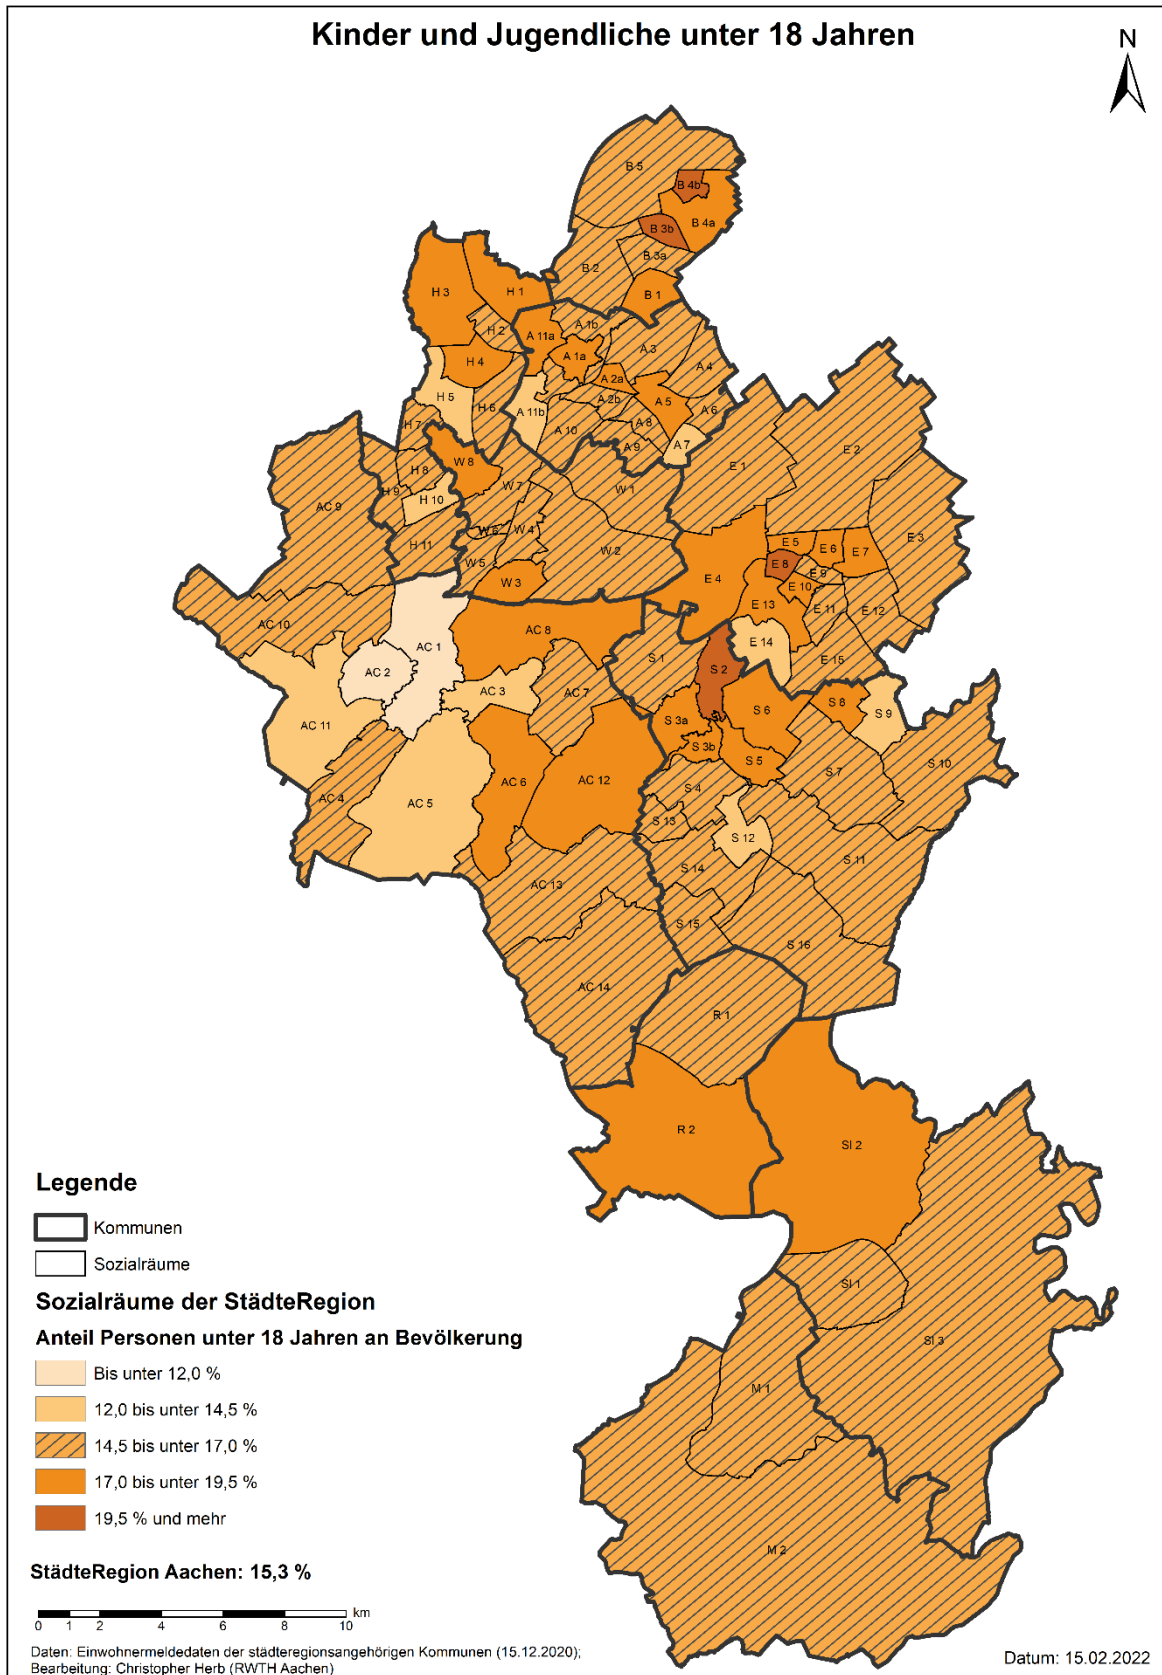 Kinder und Jugendliche unter 18 Jahren
N
B 5
B 4b
B 4a
B 3b
B 3a
B 2
B 1
H 3
H 1
H 2
H 4
H 5
H 6
H 7
H 8
H 9
H 10
H 11
A 11a
A 1b
A 1a
A 3
A 4
A 2a
A 2b
A 5
A 6
A 11b
A 10
A 8
A 9
A 7
W 8
W 7
W 1
W 6
W 4
W 2
W 5
W 3
E 1
E 2
E 3
E 4
E 5
E 6
E 7
E 8
E 9
E 10
E 11
E 12
E 13
E 14
E 15
AC 9
AC 10
AC 1
AC 2
AC 8
AC 3
AC 7
AC 11
AC 4
AC 5
AC 6
AC 12
AC 13
AC 14
S 1
S 2
S 3a
S 3b
S 6
S 5
S 8
S 9
S 7
S 10
S 4
S 13
S 12
S 11
S 14
S 15
S 16
R 1
R 2
SI 2
SI 1
SI 3
M 1
M 2
Legende
Kommunen
Sozialräume
Sozialräume der StädteRegion
Anteil Personen unter 18 Jahren an Bevölkerung
Bis unter 12,0 %
12,0 bis unter 14,5 %
14,5 bis unter 17,0 %
17,0 bis unter 19,5 %
19,5 % und mehr
StädteRegion Aachen: 15,3 %
km
0 1 2 4 6 8 10
Daten: Einwohnermeldedaten der städteregionsangehörigen Kommunen (15.12.2020);
Bearbeitung: Christopher Herb (RWTH Aachen)
Datum: 15.02.2022